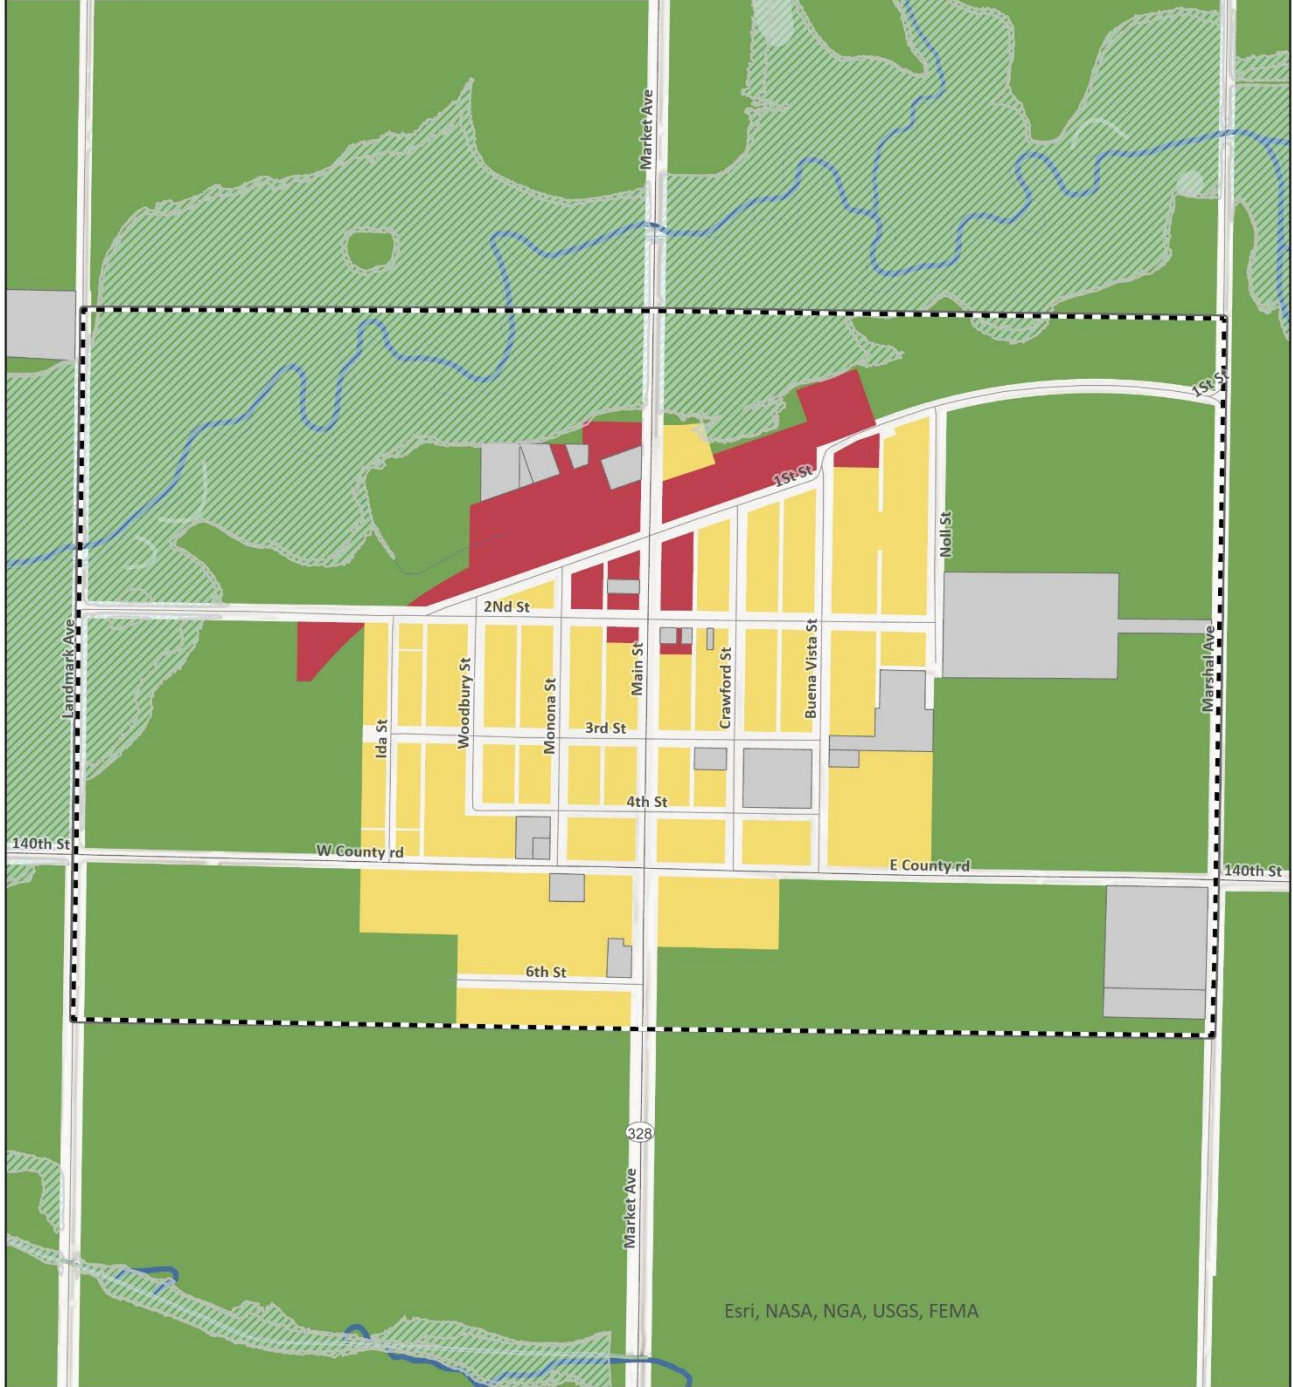 Market Ave
1St St
1St St
Noll St
2Nd St
Landmark Ave
Main St
Crawford St
Buena Vista St
Marshal Ave
Woodbury St
Monona St
Ida St
3rd St
4th St
140th St
W County rd
E County rd
140th St
6th St
328
Market Ave
Esri, NASA, NGA, USGS, FEMA